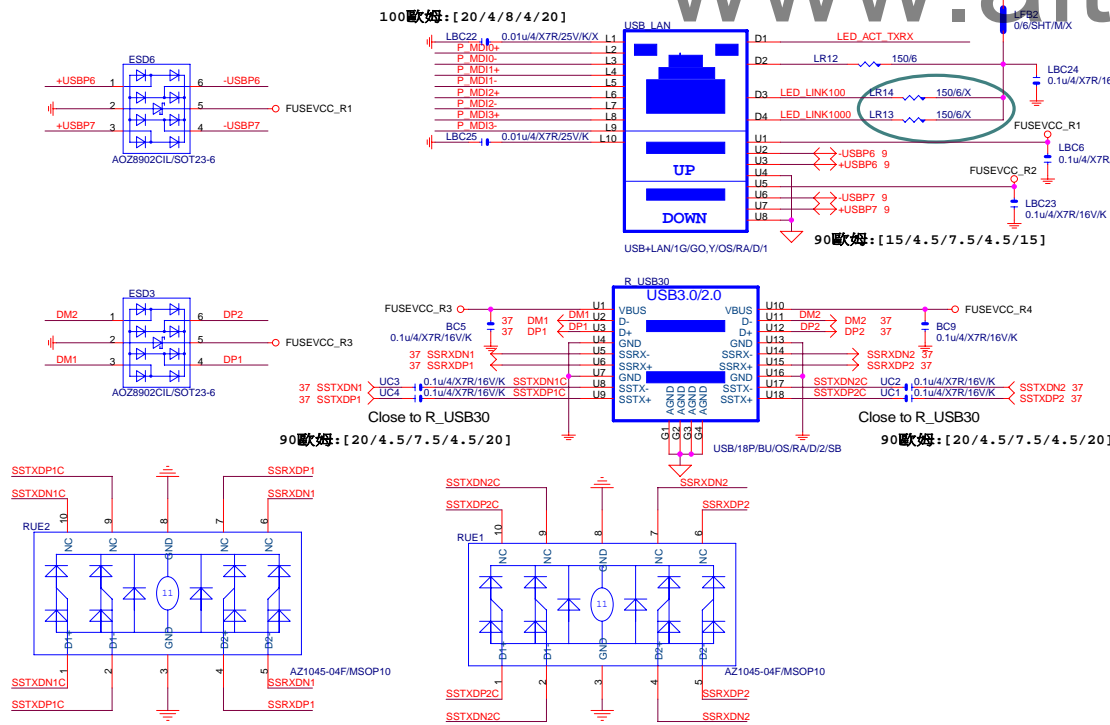 www.
100歐姆:[20/4/8/4/20]
USB_LAN
LFB2
0/6/SHT/M/X
LBC22 0.01u/4/X7R/25V/K/X L1
P_MDI0+ L2
P_MDI0- L3
P_MDI1+ L4
P_MDI1- L5
P_MDI2+ L6
P_MDI2- L7
P_MDI3+ L8
P_MDI3- L9
LBC25 0.01u/4/X7R/25V/K L10
D1 LED_ACT_TXRX
D2 LR12 150/6
D3 LED_LINK100 LR14 150/6/X
D4 LED_LINK1000 LR13 150/6/X
LBC24
0.1u/4/X7R/16
FUSEVCC_R1
U1
U2 -USBP6 9
U3 +USBP6 9
U4
U5
U6 -USBP7 9
U7 +USBP7 9
U8
LBC6
0.1u/4/X7R
FUSEVCC_R2
LBC23
0.1u/4/X7R/16V/K
UP
DOWN
USB+LAN/1G/GO,Y/OS/RA/D/1
90歐姆:[15/4.5/7.5/4.5/15]
ESD6
+USBP6 1 6 -USBP6
2 5 FUSEVCC_R1
+USBP7 3 4 -USBP7
AOZ8902CIL/SOT23-6
ESD3
DM2 1 6 DP2
2 5 FUSEVCC_R3
DM1 3 4 DP1
AOZ8902CIL/SOT23-6
R_USB30
USB3.0/2.0
FUSEVCC_R3
BC5
0.1u/4/X7R/16V/K
37 DM1 DM1
37 DP1 DP1
37 SSRXDN1
37 SSRXDP1
37 SSTXDN1 UC3 0.1u/4/X7R/16V/K SSTXDN1C
37 SSTXDP1 UC4 0.1u/4/X7R/16V/K SSTXDP1C
U1 VBUS VBUS U10
U2 D- D- U11
U3 D+ D+ U12
U4 GND GND U13
U5 SSRX- SSRX- U14
U6 SSRX+ SSRX+ U15
U7 GND GND U16
U8 SSTX- SSTX- U17
U9 SSTX+ SSTX+ U18
AGND AGND AGND AGND
G1 G2 G3 G4
FUSEVCC_R4
BC9
0.1u/4/X7R/16V/K
DM2 DM2 37
DP2 DP2 37
SSRXDN2 37
SSRXDP2 37
SSTXDN2C UC2 0.1u/4/X7R/16V/K SSTXDN2 37
SSTXDP2C UC1 0.1u/4/X7R/16V/K SSTXDP2 37
Close to R_USB30
Close to R_USB30
USB/18P/BU/OS/RA/D/2/SB
90歐姆:[20/4.5/7.5/4.5/20]
90歐姆:[20/4.5/7.5/4.5/20]
SSTXDP1C SSRXDP1
SSTXDN1C SSRXDN1
RUE2
10 9 8 7 6
NC NC GND NC NC
11
D1+ D1- GND D2+ D2-
AZ1045-04F/MSOP10
1 2 3 4 5
SSTXDN1C SSRXDN1
SSTXDP1C SSRXDP1
SSTXDN2C SSRXDN2
SSTXDP2C SSRXDP2
RUE1
10 9 8 7 6
NC NC GND NC NC
11
D1+ D1- GND D2+ D2-
AZ1045-04F/MSOP10
1 2 3 4 5
SSTXDP2C SSRXDP2
SSTXDN2C SSRXDN2